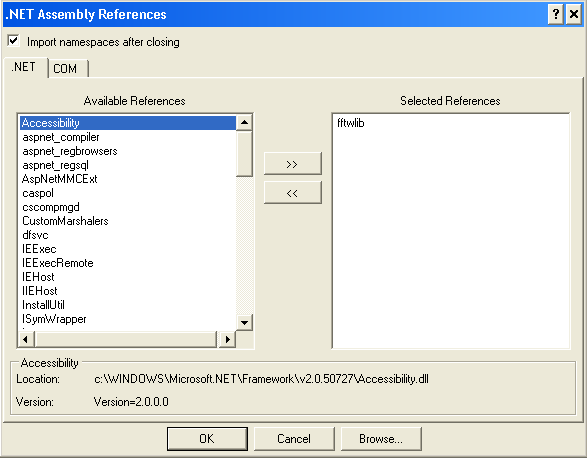 .NET Assembly References
Import namespaces after closing
.NET
COM
Available References
Accessibility
aspnet_compiler
aspnet_regbrowsers
aspnet_regsql
AspNetMMCExt
caspol
cscompmgd
CustomMarshalers
dfsvc
IEExec
IEExecRemote
IEHost
IIEHost
InstallUtil
ISymWrapper
>>
<<
Selected References
fftwlib
Accessibility
Location: c:\WINDOWS\Microsoft.NET\Framework\v2.0.50727\Accessibility.dll
Version: Version=2.0.0.0
OK
Cancel
Browse...